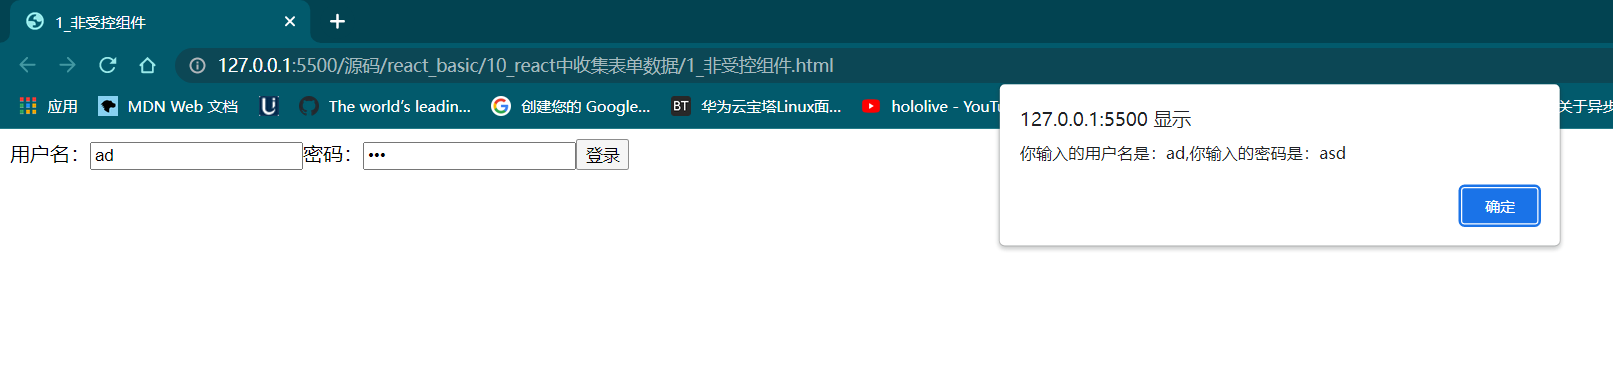 1_非受控组件
127.0.0.1:5500/源码/react_basic/10_react中收集表单数据/1_非受控组件.html
应用 MDN Web 文档 The world's leadin... 创建您的 Google... BT 华为云宝塔Linux面... hololive - YouTu 关于异步
127.0.0.1:5500 显示
你输入的用户名是：ad,你输入的密码是：asd
确定
用户名：ad 密码：••• 登录